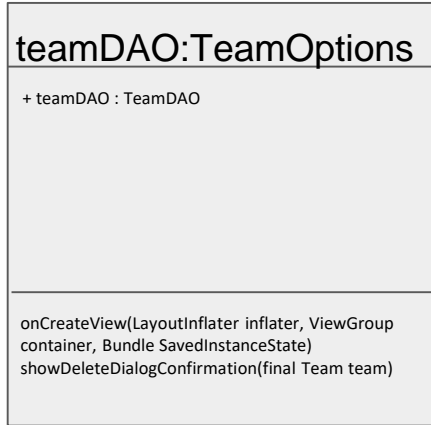 teamDAO:TeamOptions
+ teamDAO : TeamDAO
onCreateView(LayoutInflater inflater, ViewGroup
container, Bundle SavedInstanceState)
showDeleteDialogConfirmation(final Team team)